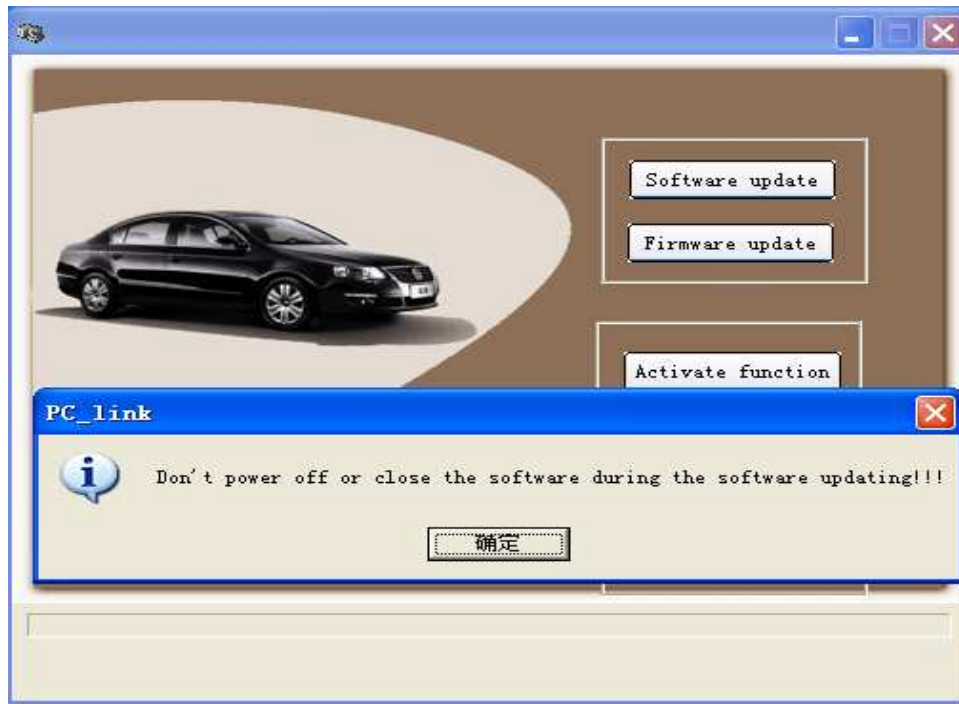 Software update
Firmware update
Activate function
PC_link
Don't power off or close the software during the software updating!!!
确定